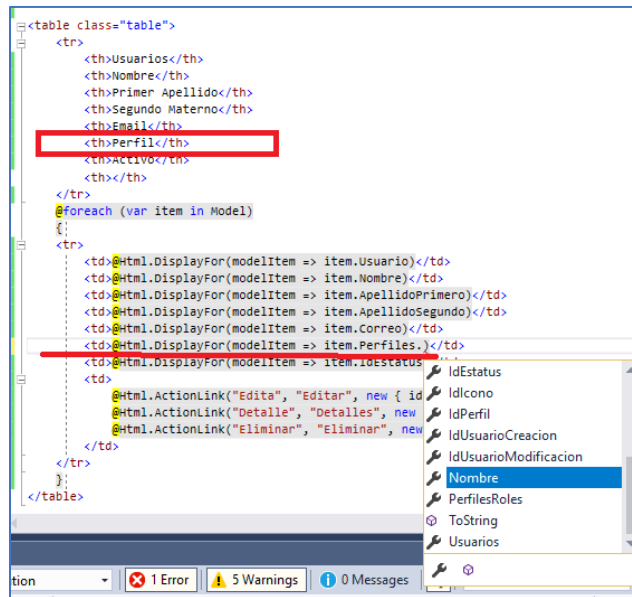 <table class="table">
<tr>
<th>Usuarios</th>
<th>Nombre</th>
<th>Primer Apellido</th>
<th>Segundo Materno</th>
<th>Email</th>
<th>Perfil</th>
<th>Activo</th>
<th></th>
</tr>
@foreach (var item in Model)
{
<tr>
<td>@Html.DisplayFor(modelItem => item.Usuario)</td>
<td>@Html.DisplayFor(modelItem => item.Nombre)</td>
<td>@Html.DisplayFor(modelItem => item.ApellidoPrimero)</td>
<td>@Html.DisplayFor(modelItem => item.ApellidoSegundo)</td>
<td>@Html.DisplayFor(modelItem => item.Correo)</td>
<td>@Html.DisplayFor(modelItem => item.Perfiles.)</td>
<td>@Html.DisplayFor(modelItem => item.IdEstatus
<td>
@Html.ActionLink("Edita", "Editar", new { id
@Html.ActionLink("Detalle", "Detalles", new
@Html.ActionLink("Eliminar", "Eliminar", new
</td>
</tr>
}
</table>
IdEstatus
IdIcono
IdPerfil
IdUsuarioCreacion
IdUsuarioModificacion
Nombre
PerfilesRoles
ToString
Usuarios
tion
1 Error
5 Warnings
0 Messages